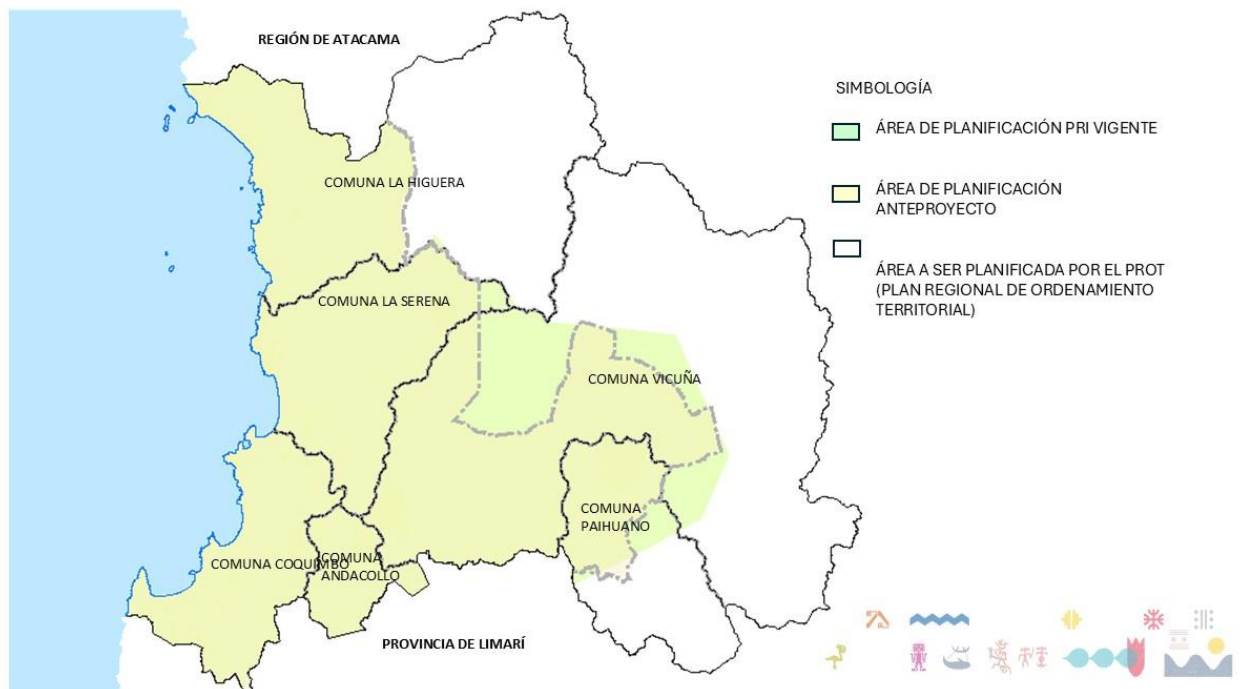 REGIÓN DE ATACAMA
SIMBOLOGÍA
ÁREA DE PLANIFICACIÓN PRI VIGENTE
ÁREA DE PLANIFICACIÓN
ANTEPROYECTO
ÁREA A SER PLANIFICADA POR EL PROT
(PLAN REGIONAL DE ORDENAMIENTO
TERRITORIAL)
COMUNA LA HIGUERA
COMUNA LA SERENA
COMUNA VICUÑA
COMUNA
PAIHUANO
COMUNA COQUIMBO
COMUNA
ANDACOLLO
PROVINCIA DE LIMARÍ